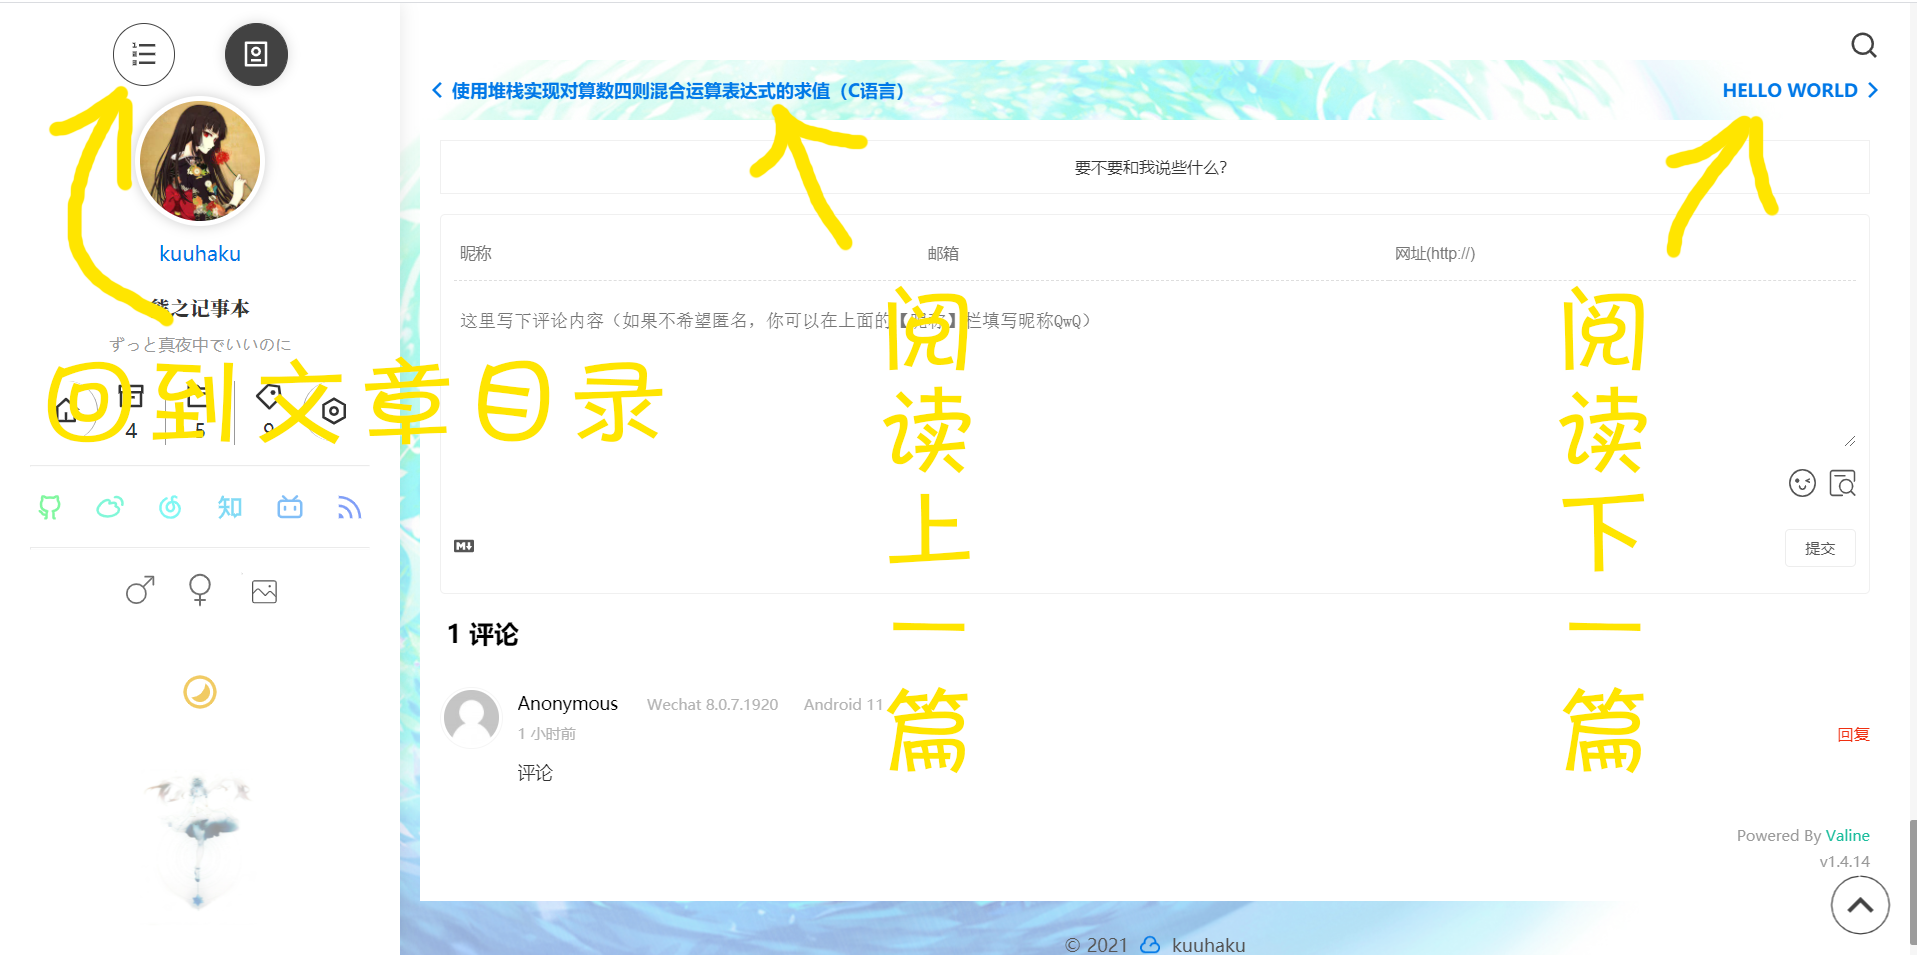 使用堆栈实现对算数四则混合运算表达式的求值（C语言）
HELLO WORLD
要不要和我说些什么?
kuuhaku
熊之记事本
ずっと真夜中でいいのに
回到文章目录
4
5
9
知
昵称
邮箱
网址(http://)
这里写下评论内容（如果不希望匿名，你可以在上面的【昵称】栏填写昵称QwQ）
阅读上一篇
阅读下一篇
M↓
提交
1 评论
Anonymous
Wechat 8.0.7.1920
Android 11
1 小时前
回复
评论
Powered By Valine
v1.4.14
© 2021 kuuhaku